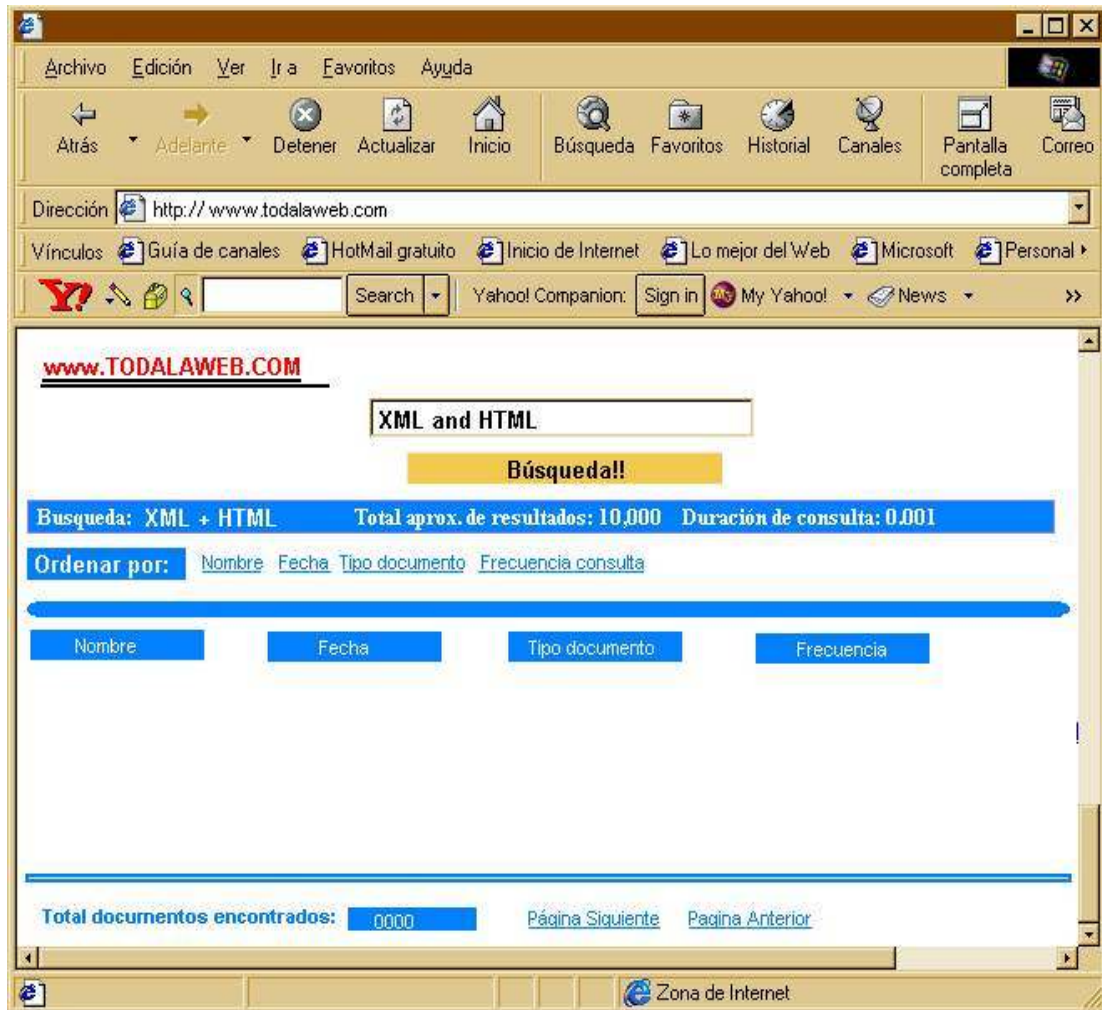 Archivo Edición Ver Ir a Favoritos Ayuda
Atrás Adelante Detener Actualizar Inicio Búsqueda Favoritos Historial Canales Pantalla completa Correo
Dirección http:// www.todalaweb.com
Vínculos Guía de canales HotMail gratuito Inicio de Internet Lo mejor del Web Microsoft Personal
Y! Search Yahoo! Companion: Sign in My Yahoo! News »
www.TODALAWEB.COM
XML and HTML
Búsqueda!!
Busqueda: XML + HTML Total aprox. de resultados: 10,000 Duración de consulta: 0.001
Ordenar por: Nombre Fecha Tipo documento Frecuencia consulta
Nombre Fecha Tipo documento Frecuencia
Total documentos encontrados: 0000 Página Siguiente Pagina Anterior
Zona de Internet